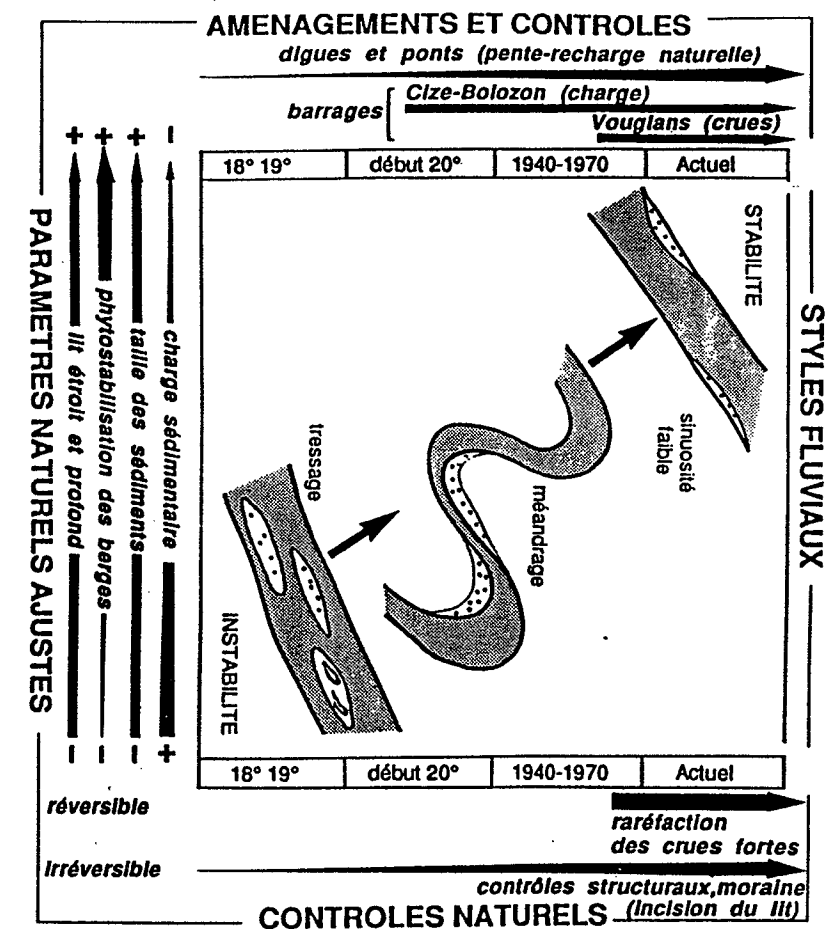 AMENAGEMENTS ET CONTROLES
digues et ponts (pente-recharge naturelle)
barrages
Cize-Bolozon (charge)
Vouglans (crues)
+ + + -
18° 19° début 20° 1940-1970 Actuel
PARAMETRES NATURELS AJUSTES
lit étroit et profond
phytostabilisation des berges
taille des sédiments
charge sédimentaire
STABILITE
sinuosité
faible
méandrage
tressage
INSTABILITE
STYLES FLUVIAUX
- - - +
18° 19° début 20° 1940-1970 Actuel
réversible
raréfaction
des crues fortes
irréversible
contrôles structuraux,moraine
(incision du lit)
CONTROLES NATURELS